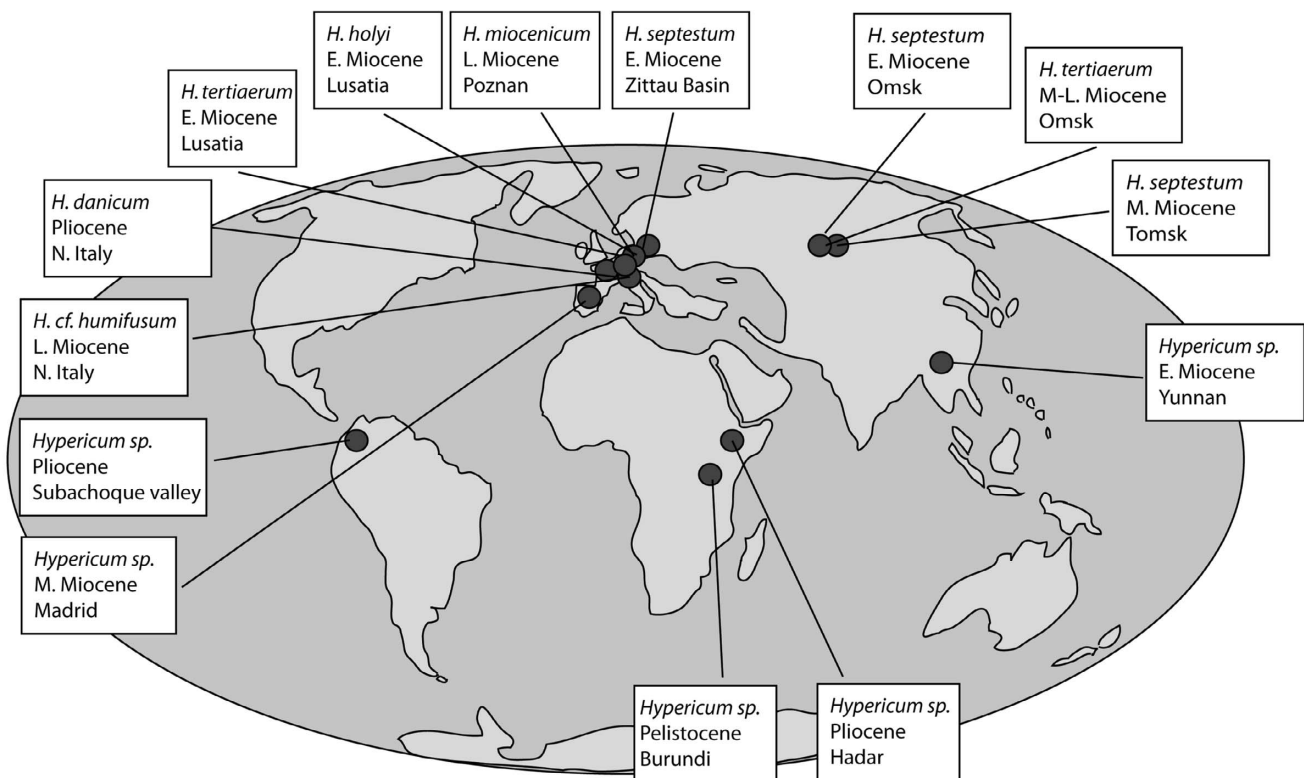 H. holyi
E. Miocene
Lusatia
H. miocenicum
L. Miocene
Poznan
H. septestum
E. Miocene
Zittau Basin
H. septestum
E. Miocene
Omsk
H. tertiaerum
M-L. Miocene
Omsk
H. tertiaerum
E. Miocene
Lusatia
H. septestum
M. Miocene
Tomsk
H. danicum
Pliocene
N. Italy
H. cf. humifusum
L. Miocene
N. Italy
Hypericum sp.
E. Miocene
Yunnan
Hypericum sp.
Pliocene
Subachoque valley
Hypericum sp.
M. Miocene
Madrid
Hypericum sp.
Pelistocene
Burundi
Hypericum sp.
Pliocene
Hadar